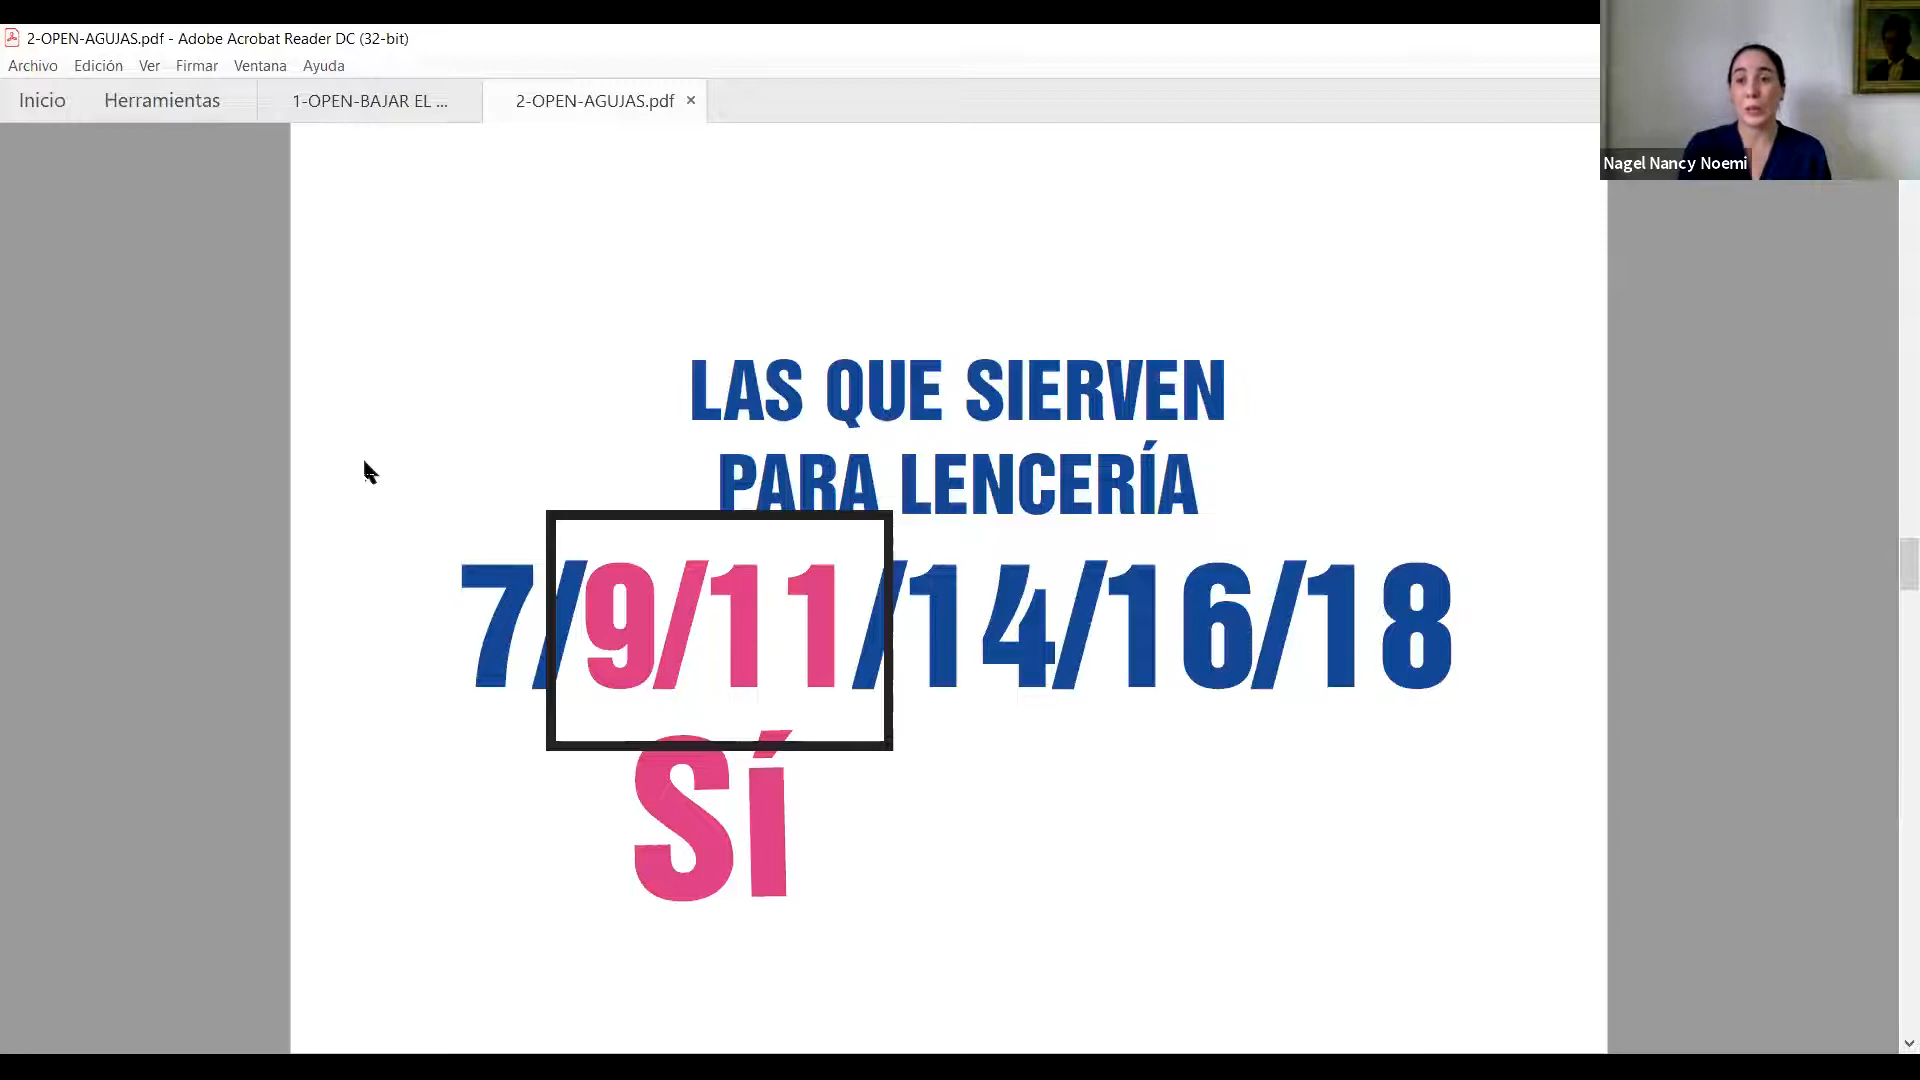 2-OPEN-AGUJAS.pdf - Adobe Acrobat Reader DC (32-bit)
Archivo Edición Ver Firmar Ventana Ayuda
Inicio Herramientas 1-OPEN-BAJAR EL ... 2-OPEN-AGUJAS.pdf ×
Nagel Nancy Noemi
LAS QUE SIERVEN
PARA LENCERÍA
7/9/11/14/16/18
SÍ